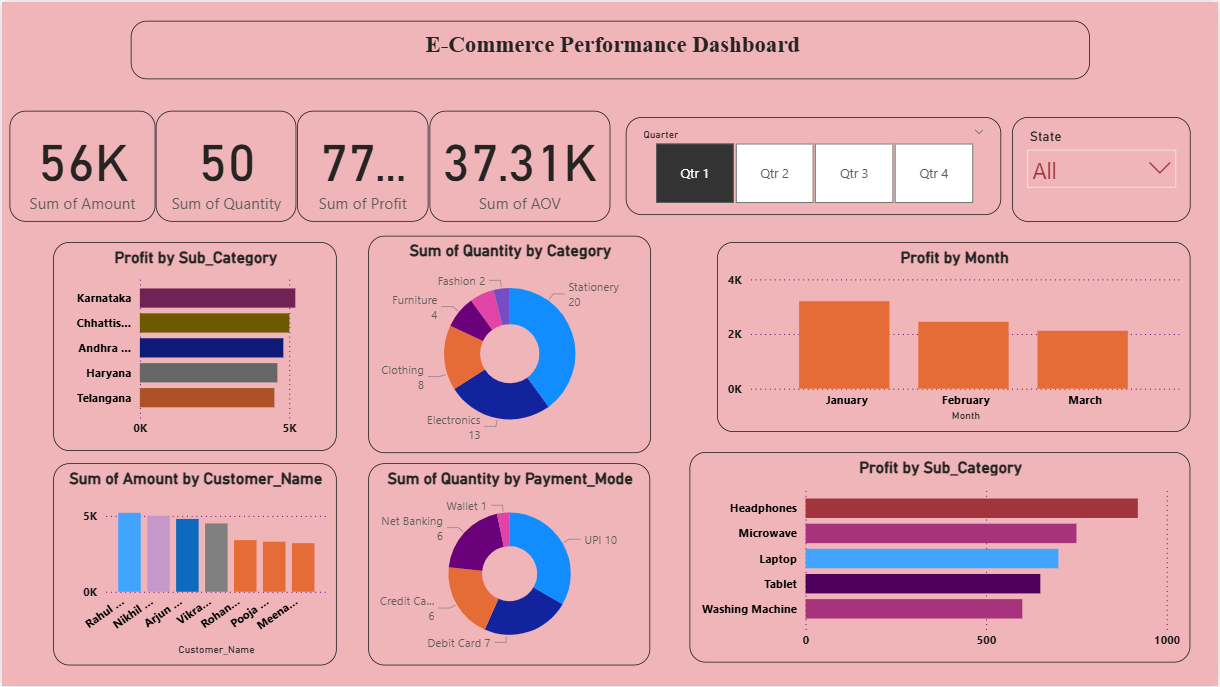 E-Commerce Performance Dashboard
56K
Sum of Amount
50
Sum of Quantity
77...
Sum of Profit
37.31K
Sum of AOV
Quarter
Qtr 1
Qtr 2
Qtr 3
Qtr 4
State
All
Profit by Sub_Category
Karnataka
Chhattis...
Andhra ...
Haryana
Telangana
0K
5K
Sum of Quantity by Category
Fashion 2
Stationery
20
Furniture
4
Clothing
8
Electronics
13
Profit by Month
4K
2K
0K
January
February
March
Month
Sum of Amount by Customer_Name
5K
0K
Rahul ...
Nikhil ...
Arjun ...
Vikra...
Rohan...
Pooja ...
Meena...
Customer_Name
Sum of Quantity by Payment_Mode
Wallet 1
Net Banking
6
UPI 10
Credit Ca...
6
Debit Card 7
Profit by Sub_Category
Headphones
Microwave
Laptop
Tablet
Washing Machine
0
500
1000